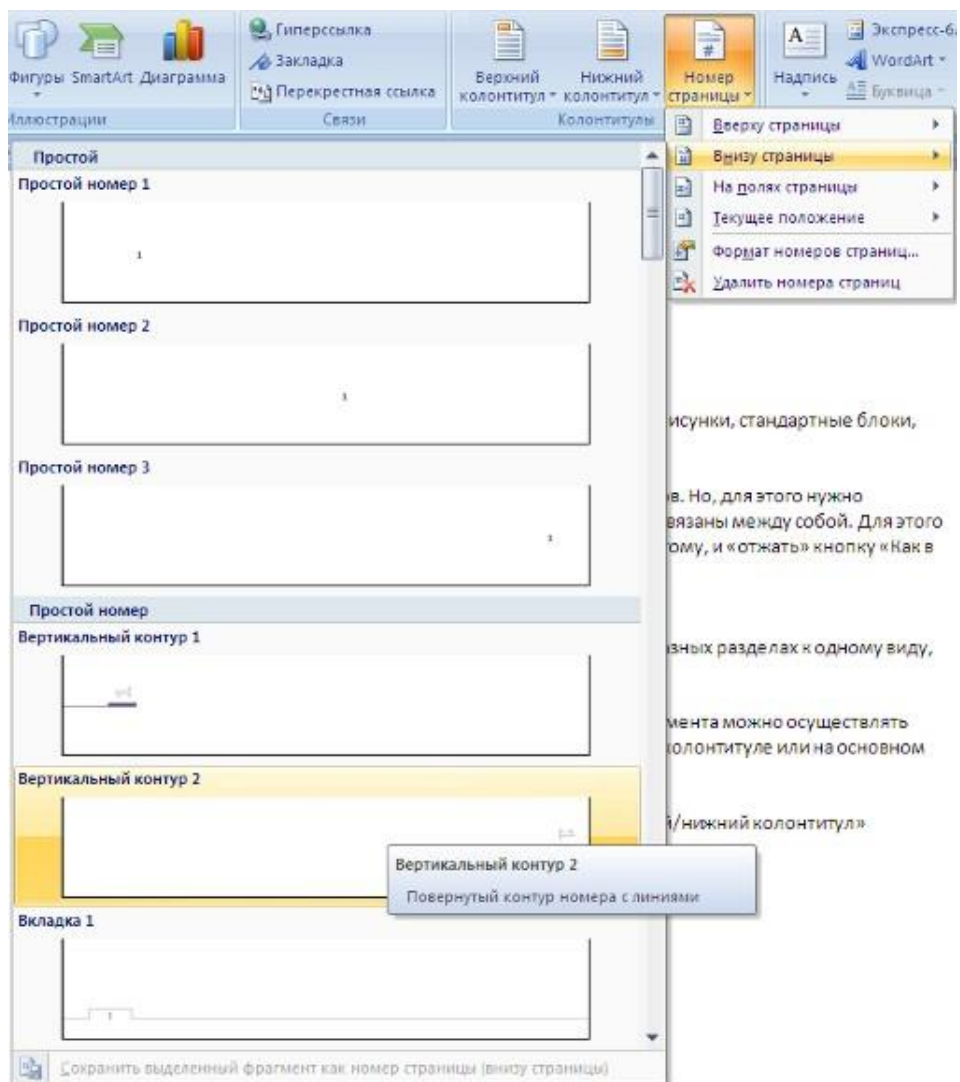 Гиперссылка
Закладка
Перекрестная ссылка
Фигуры SmartArt Диаграмма
Верхний колонтитул
Нижний колонтитул
Номер страницы
Надпись
Экспресс-б
WordArt
Буквица
Иллюстрации
Связи
Колонтитулы
Вверху страницы
Внизу страницы
На полях страницы
Текущее положение
Формат номеров страниц...
Удалить номера страниц
Простой
Простой номер 1
1
Простой номер 2
1
Простой номер 3
1
Простой номер
Вертикальный контур 1
Вертикальный контур 2
Вертикальный контур 2
Повернутый контур номера с линиями
Вкладка 1
1
Сохранить выделенный фрагмент как номер страницы (внизу страницы)
исунки, стандартные блоки,
в. Но, для этого нужно
вязаны между собой. Для этого
ому, и «отжать» кнопку «Как в
зных разделах к одному виду,
мента можно осуществлять
колонтитуле или на основном
й/нижний колонтитул»